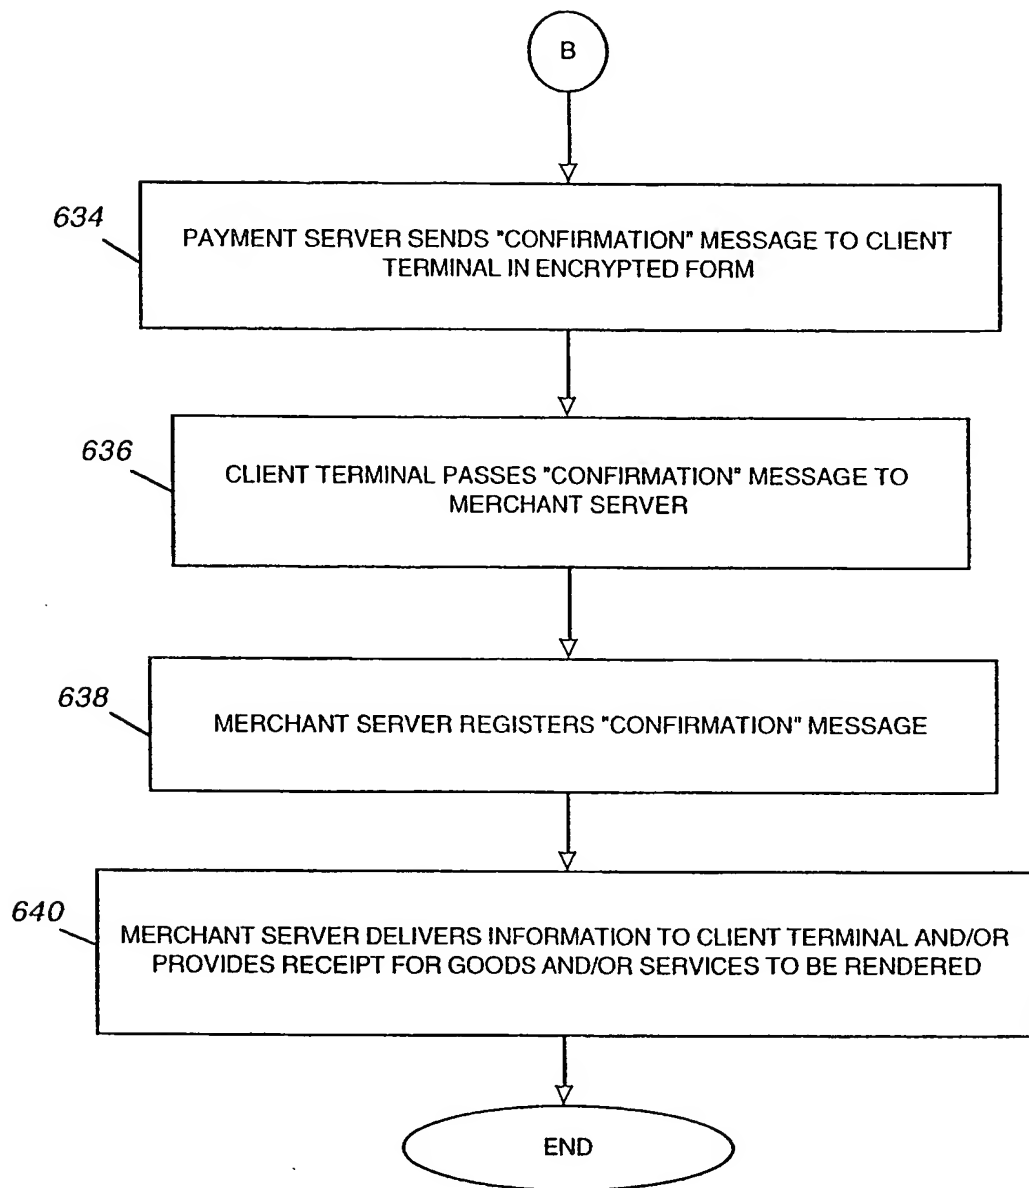 B
634
PAYMENT SERVER SENDS "CONFIRMATION" MESSAGE TO CLIENT
TERMINAL IN ENCRYPTED FORM
636
CLIENT TERMINAL PASSES "CONFIRMATION" MESSAGE TO
MERCHANT SERVER
638
MERCHANT SERVER REGISTERS "CONFIRMATION" MESSAGE
640
MERCHANT SERVER DELIVERS INFORMATION TO CLIENT TERMINAL AND/OR
PROVIDES RECEIPT FOR GOODS AND/OR SERVICES TO BE RENDERED
END